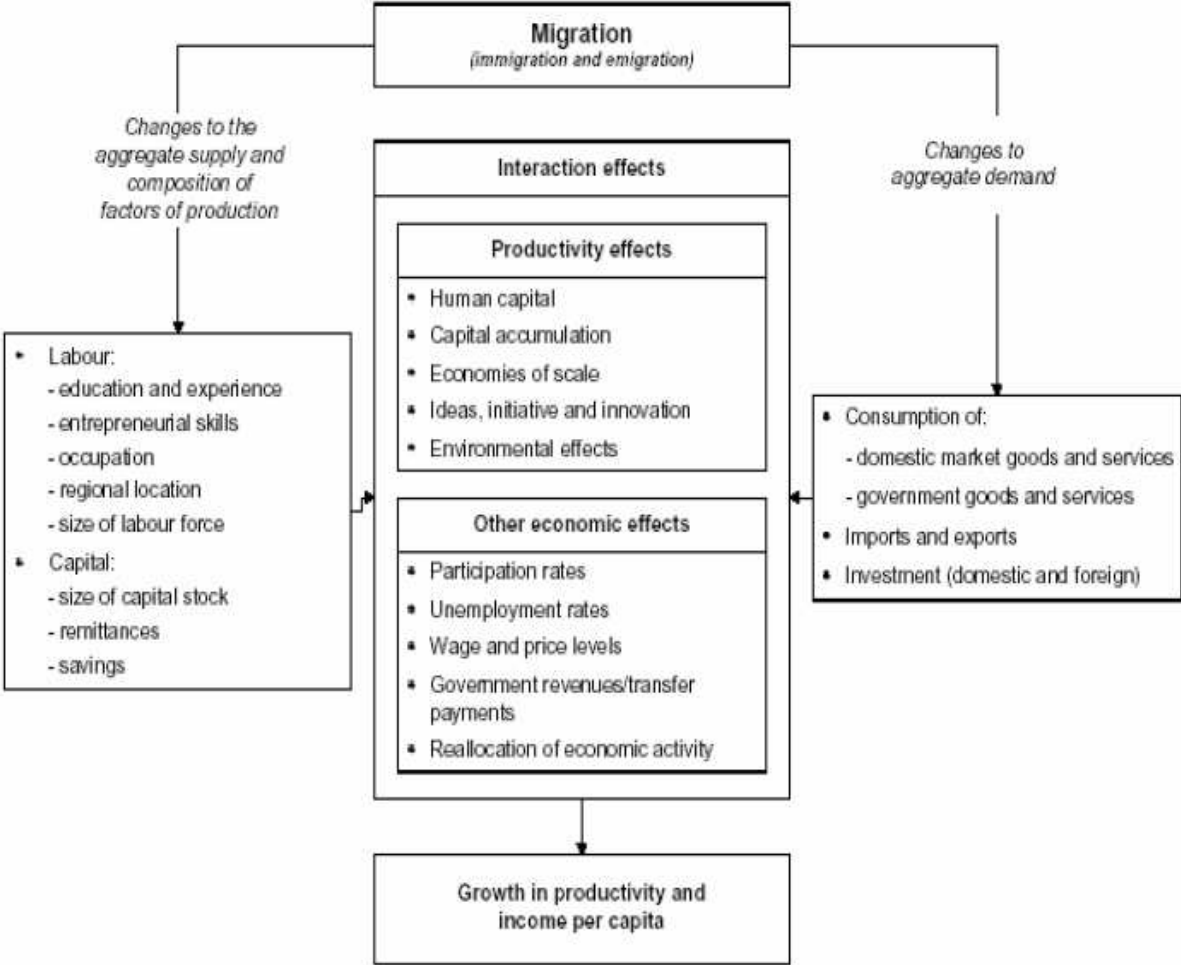 Migration
(immigration and emigration)
Changes to the
aggregate supply and
composition of
factors of production
Changes to
aggregate demand
Interaction effects
Productivity effects
• Human capital
• Capital accumulation
• Economies of scale
• Ideas, initiative and innovation
• Environmental effects
Other economic effects
• Participation rates
• Unemployment rates
• Wage and price levels
• Government revenues/transfer
payments
• Reallocation of economic activity
• Labour:
- education and experience
- entrepreneurial skills
- occupation
- regional location
- size of labour force
• Capital:
- size of capital stock
- remittances
- savings
• Consumption of:
- domestic market goods and services
- government goods and services
• Imports and exports
• Investment (domestic and foreign)
Growth in productivity and
income per capita